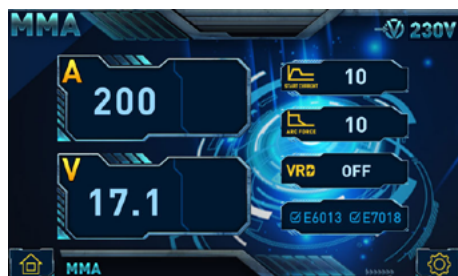 MMA
230V
A
200
START CURRENT
10
ARC FORCE
10
V
17.1
VRD
OFF
E6013 E7018
MMA